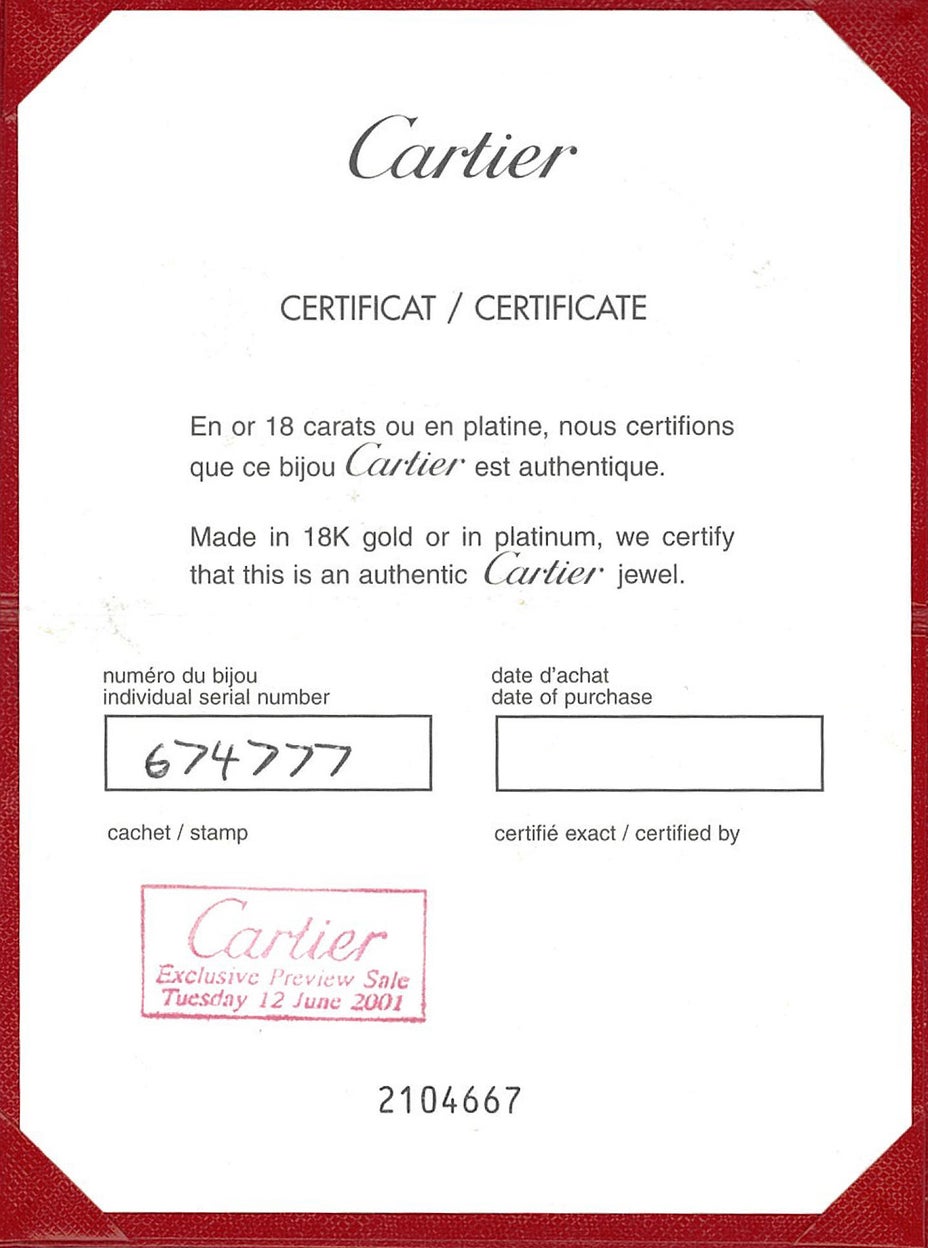 Cartier
CERTIFICAT / CERTIFICATE
En or 18 carats ou en platine, nous certifions
que ce bijou Cartier est authentique.
Made in 18K gold or in platinum, we certify
that this is an authentic Cartier jewel.
numéro du bijou
individual serial number
674777
date d'achat
date of purchase
cachet / stamp
certifié exact / certified by
Cartier
Exclusive Preview Sale
Tuesday 12 June 2001
2104667